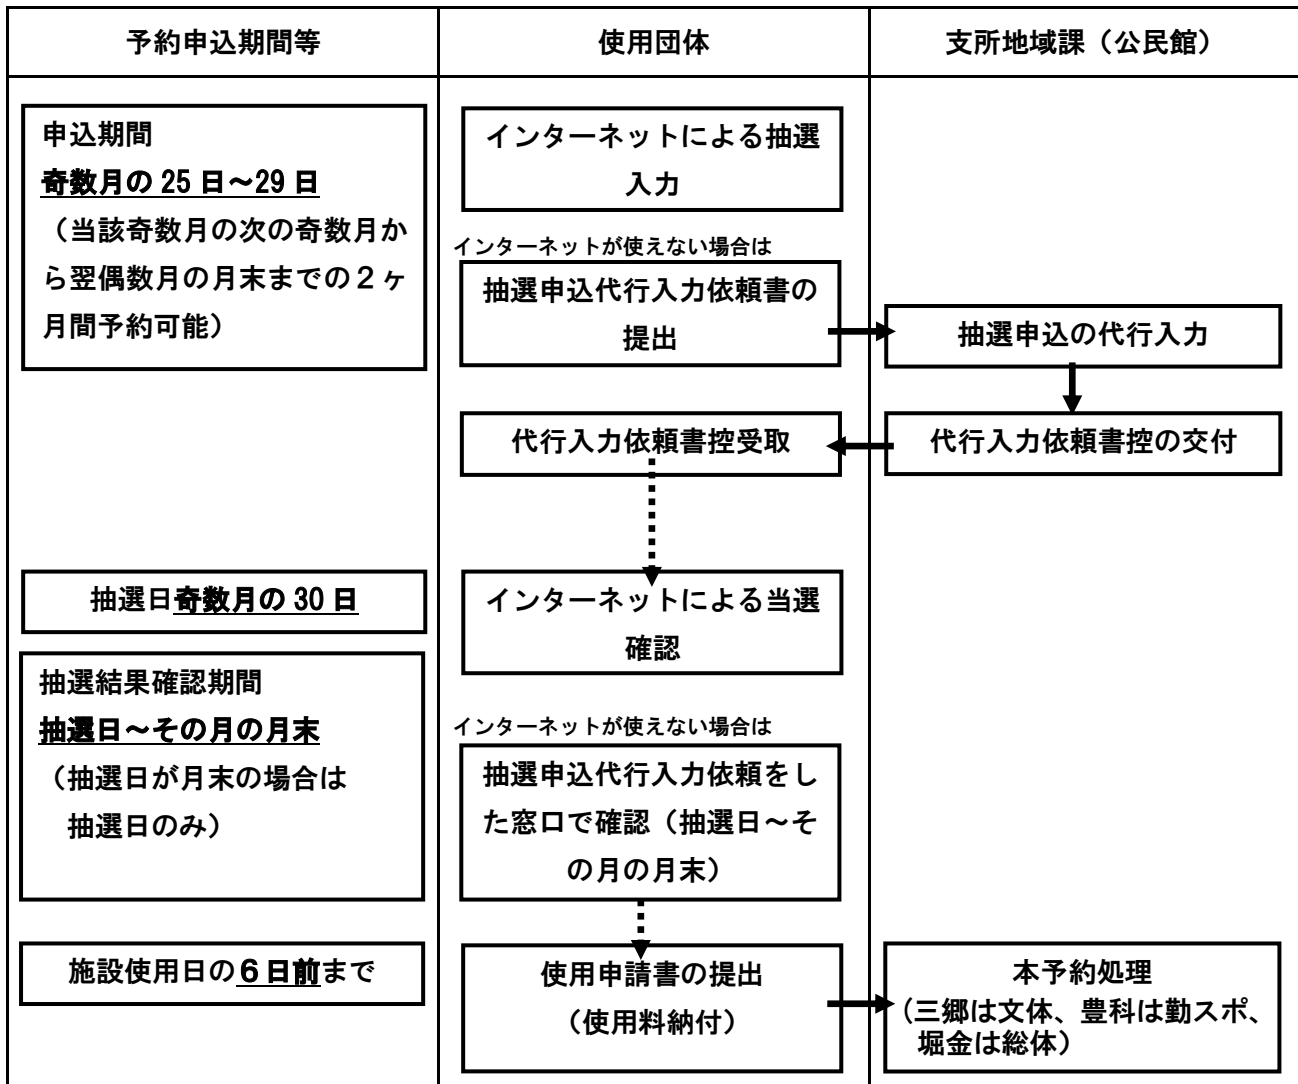 予約申込期間等
使用団体
支所地域課（公民館）
申込期間
奇数月の 25 日～29 日
（当該奇数月の次の奇数月か
ら翌偶数月の月末までの２ヶ
月間予約可能）
インターネットによる抽選
入力
インターネットが使えない場合は
抽選申込代行入力依頼書の
提出
抽選申込の代行入力
代行入力依頼書控受取
代行入力依頼書控の交付
抽選日奇数月の 30 日
インターネットによる当選
確認
抽選結果確認期間
抽選日～その月の月末
（抽選日が月末の場合は
抽選日のみ）
インターネットが使えない場合は
抽選申込代行入力依頼をし
た窓口で確認（抽選日～そ
の月の月末）
施設使用日の６日前まで
使用申請書の提出
（使用料納付）
本予約処理
（三郷は文体、豊科は勤スポ、
堀金は総体）